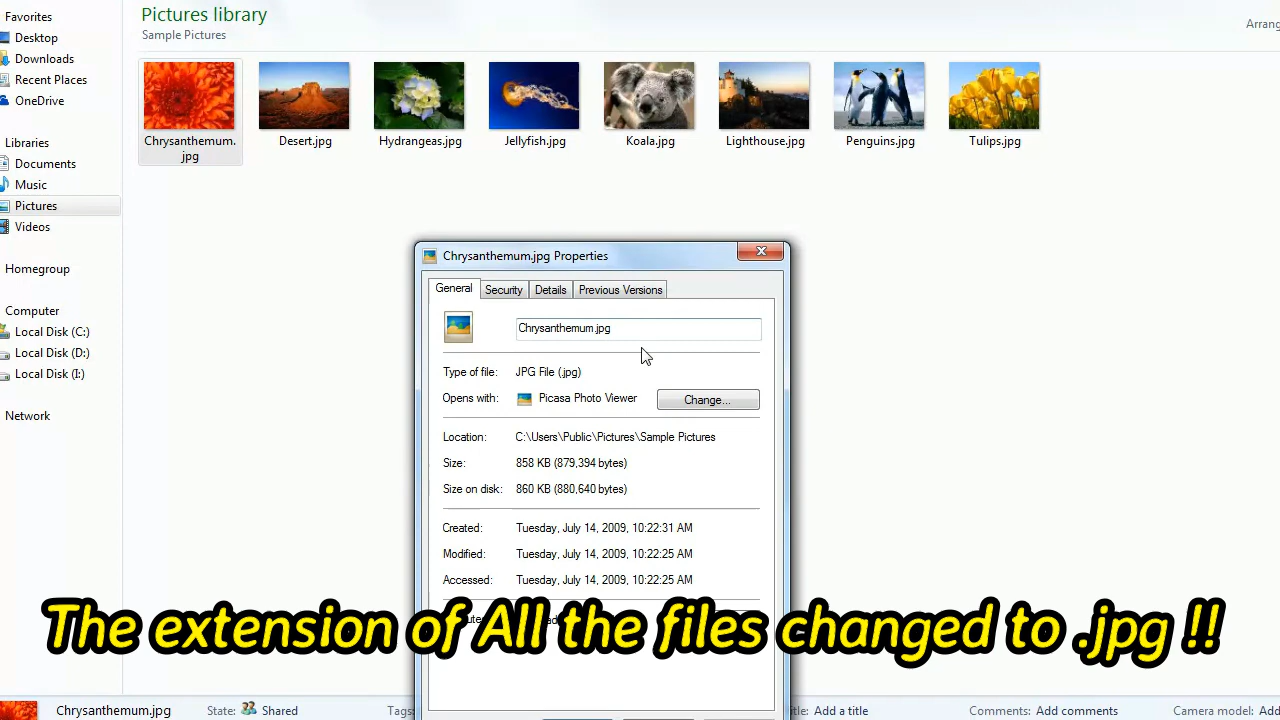 Favorites
Desktop
Downloads
Recent Places
OneDrive
Libraries
Documents
Music
Pictures
Videos
Homegroup
Computer
Local Disk (C:)
Local Disk (D:)
Local Disk (I:)
Network
Pictures library
Sample Pictures
Arrang
Chrysanthemum.
jpg
Desert.jpg
Hydrangeas.jpg
Jellyfish.jpg
Koala.jpg
Lighthouse.jpg
Penguins.jpg
Tulips.jpg
Chrysanthemum.jpg Properties
General Security Details Previous Versions
Chrysanthemum.jpg
Type of file: JPG File (.jpg)
Opens with: Picasa Photo Viewer Change...
Location: C:\Users\Public\Pictures\Sample Pictures
Size: 858 KB (879,394 bytes)
Size on disk: 860 KB (880,640 bytes)
Created: Tuesday, July 14, 2009, 10:22:31 AM
Modified: Tuesday, July 14, 2009, 10:22:25 AM
Accessed: Tuesday, July 14, 2009, 10:22:25 AM
The extension of All the files changed to .jpg !!
Chrysanthemum.jpg State: Shared Tags: Add a title Comments: Add comments Camera model: